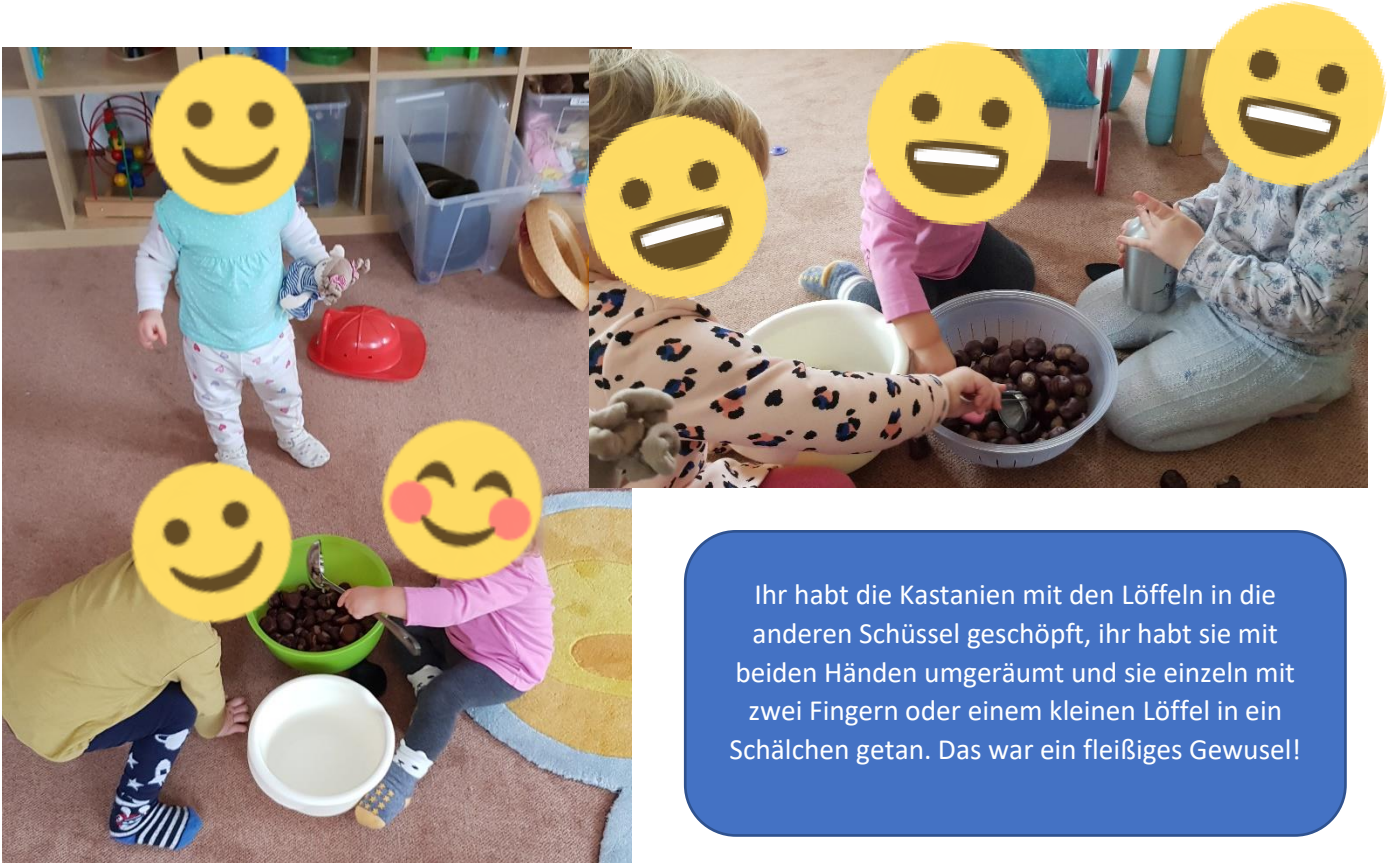 Ihr habt die Kastanien mit den Löffeln in die
anderen Schüssel geschöpft, ihr habt sie mit
beiden Händen umgeräumt und sie einzeln mit
zwei Fingern oder einem kleinen Löffel in ein
Schälchen getan. Das war ein fleißiges Gewusel!